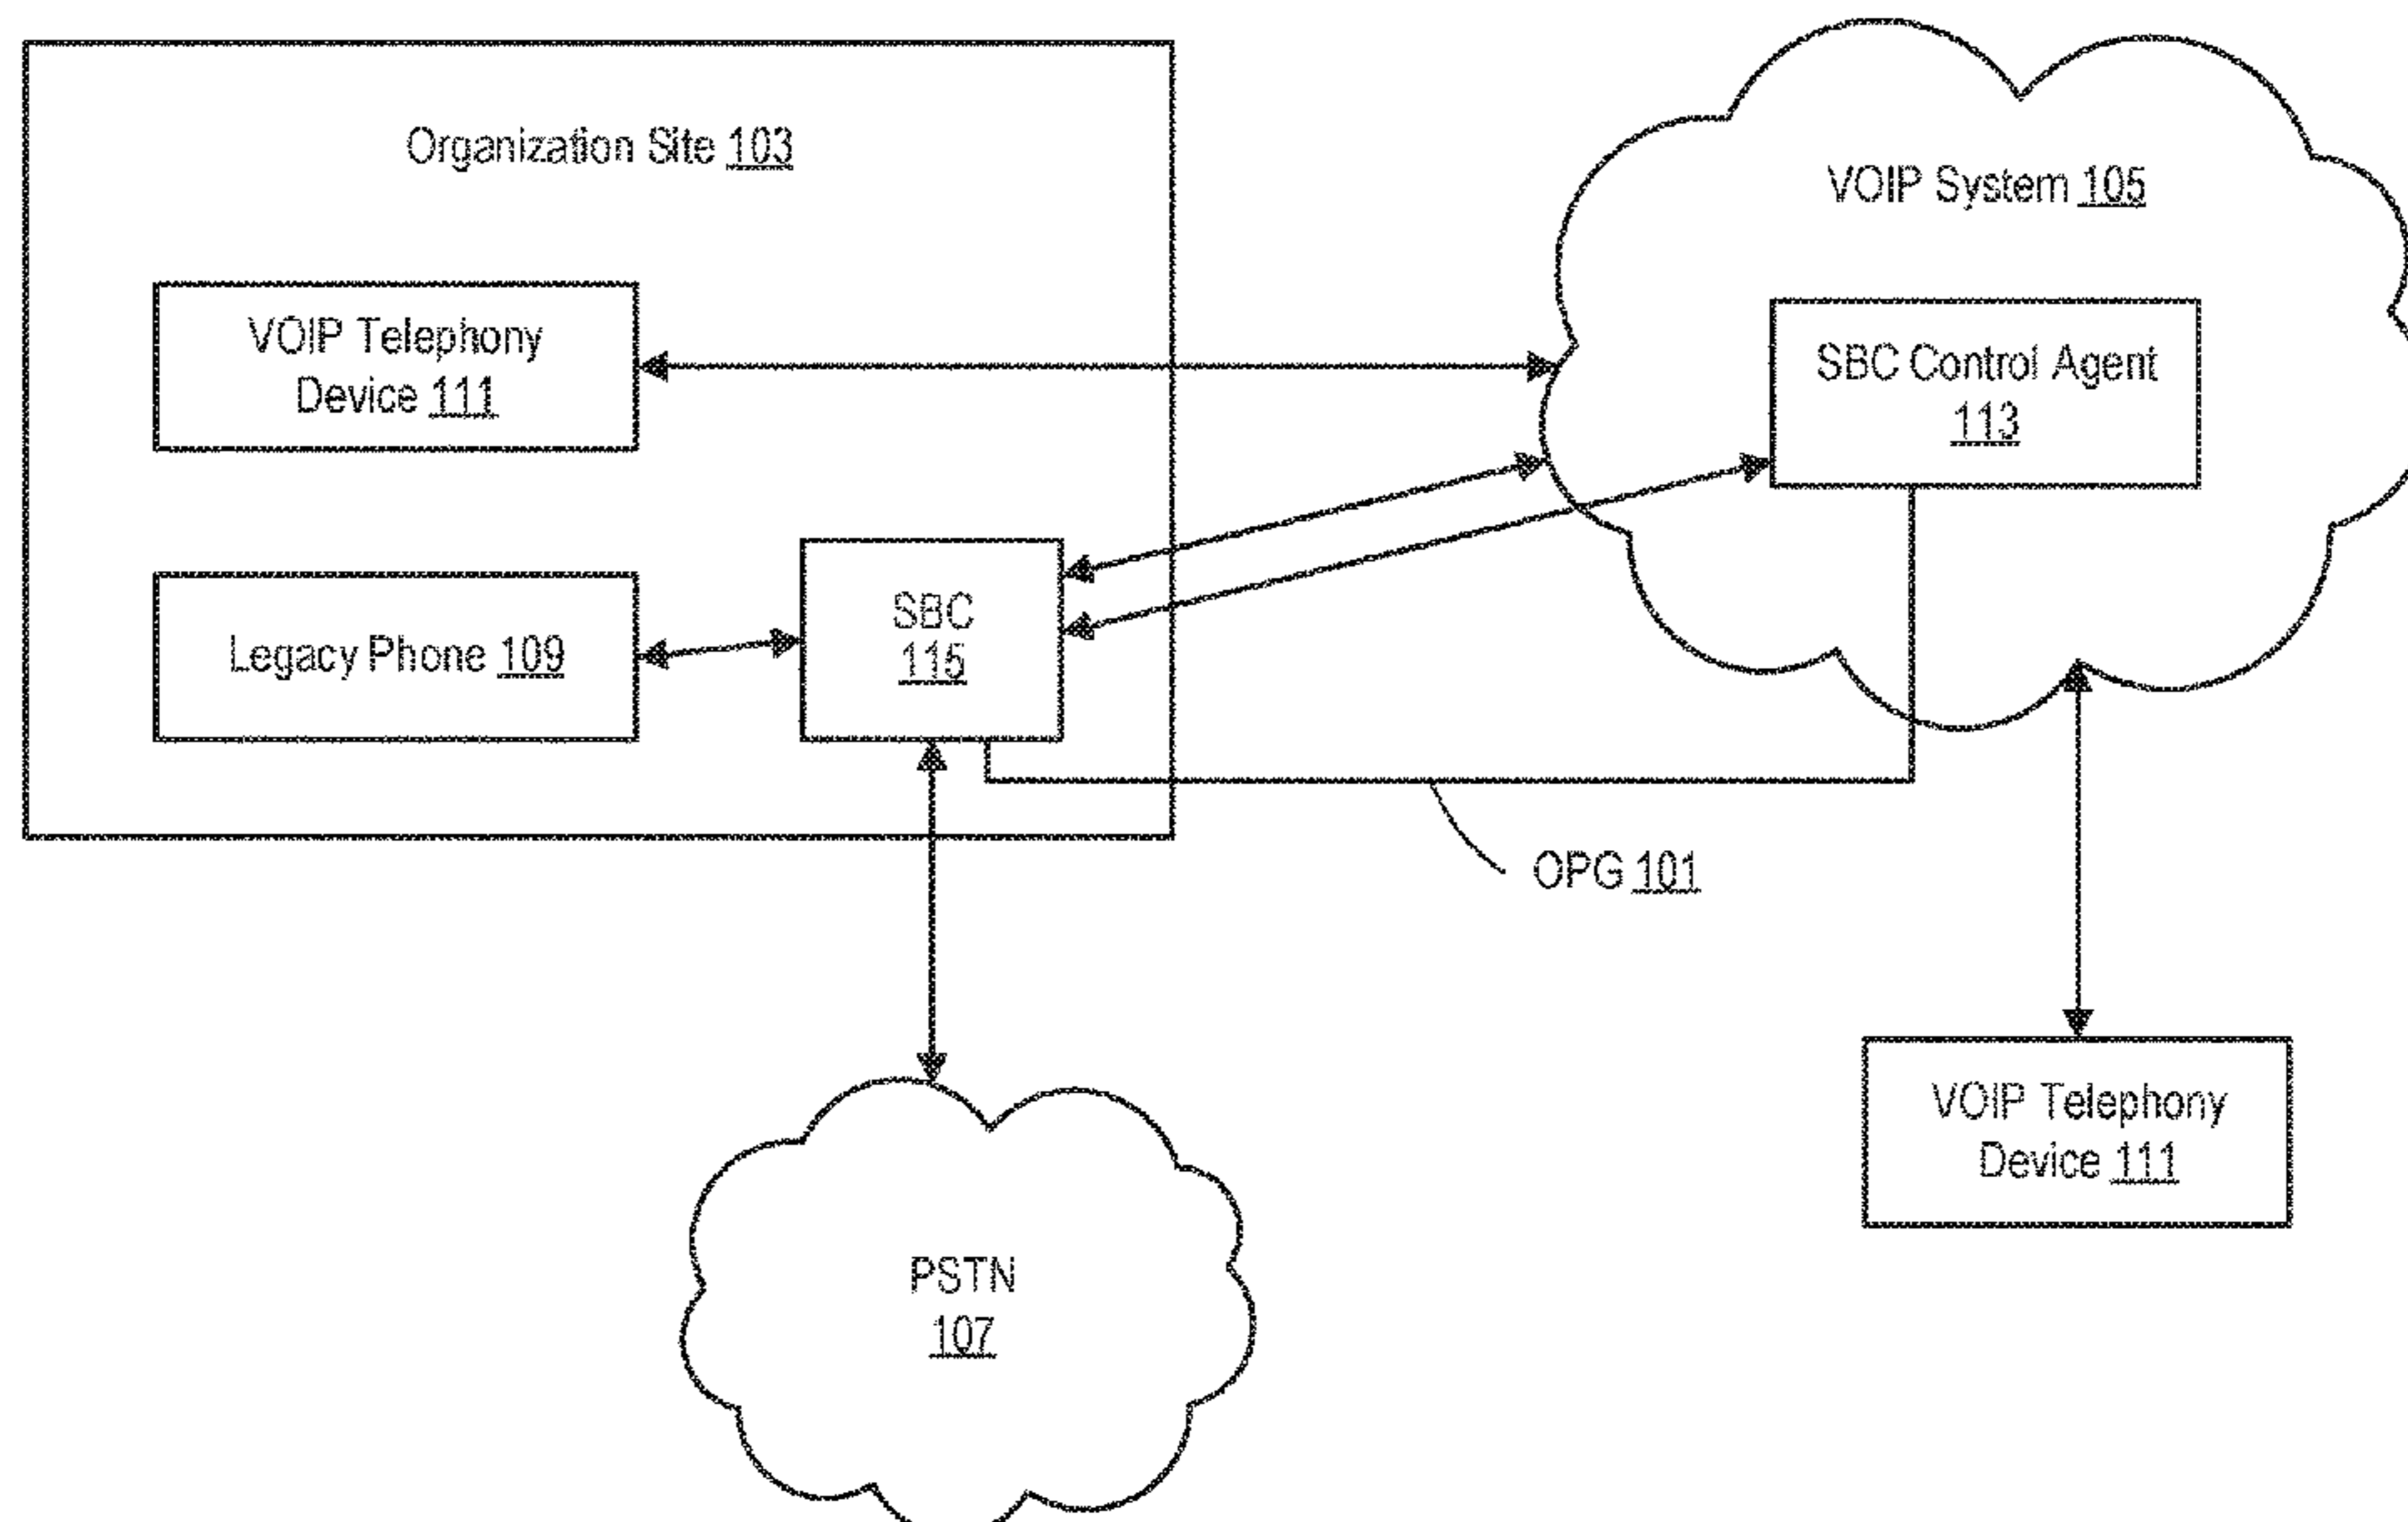 Organization Site 103
VOIP System 105
VOIP Telephony
Device 111
SBC Control Agent
113
Legacy Phone 109
SBC
115
OPG 101
VOIP Telephony
Device 111
PSTN
107